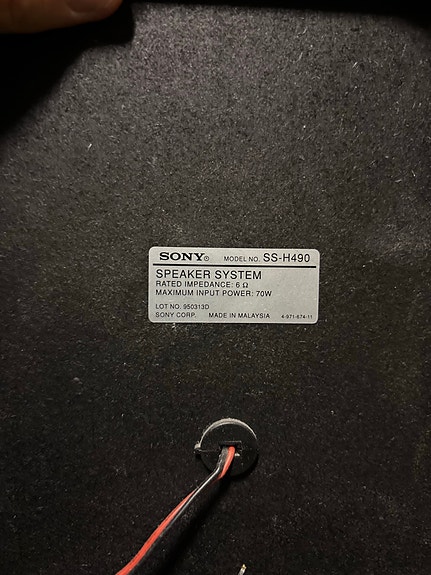 SONY® MODEL NO. SS-H490
SPEAKER SYSTEM
RATED IMPEDANCE: 6 Ω
MAXIMUM INPUT POWER: 70W
LOT NO. 950313D
SONY CORP. MADE IN MALAYSIA 4-971-674-11